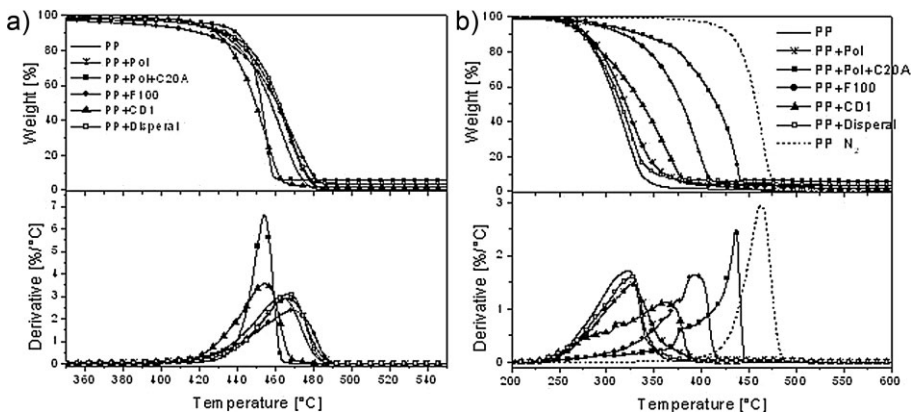 a)
100
80
60
40
20
0
Weight [%]
PP
PP+Pol
PP+Pol+C20A
PP+F100
PP+CD1
PP+Disperal
7
6
5
4
3
2
1
0
Derivative [%/°C]
360 380 400 420 440 460 480 500 520 540
Temperature [°C]
b)
100
80
60
40
20
0
Weight [%]
PP
PP+Pol
PP+Pol+C20A
PP+F100
PP+CD1
PP+Disperal
PP N2
3
2
1
0
Derivative [%/°C]
200 250 300 350 400 450 500 550 600
Temperature [°C]